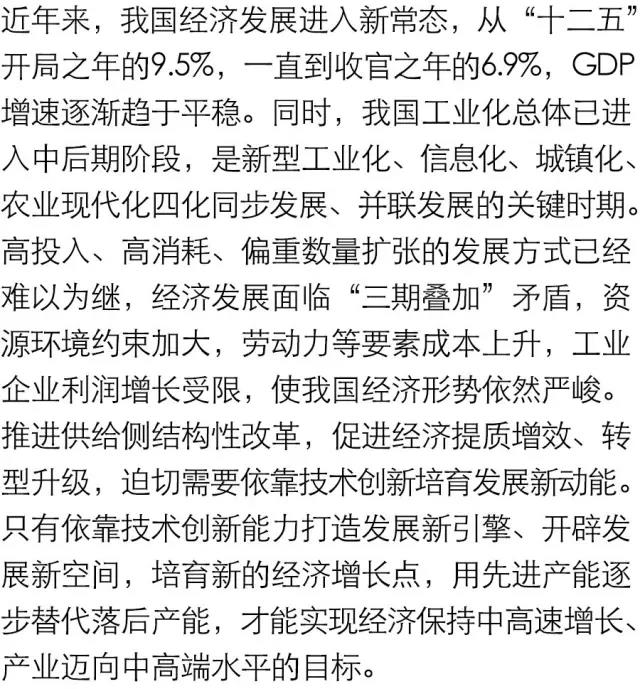 近年来，我国经济发展进入新常态，从“十二五”
开局之年的9.5%，一直到收官之年的6.9%，GDP
增速逐渐趋于平稳。同时，我国工业化总体已进
入中后期阶段，是新型工业化、信息化、城镇化、
农业现代化四化同步发展、并联发展的关键时期。
高投入、高消耗、偏重数量扩张的发展方式已经
难以为继，经济发展面临“三期叠加”矛盾，资
源环境约束加大，劳动力等要素成本上升，工业
企业利润增长受限，使我国经济形势依然严峻。
推进供给侧结构性改革，促进经济提质增效、转
型升级，迫切需要依靠技术创新培育发展新动能。
只有依靠技术创新能力打造发展新引擎、开辟发
展新空间，培育新的经济增长点，用先进产能逐
步替代落后产能，才能实现经济保持中高速增长、
产业迈向中高端水平的目标。